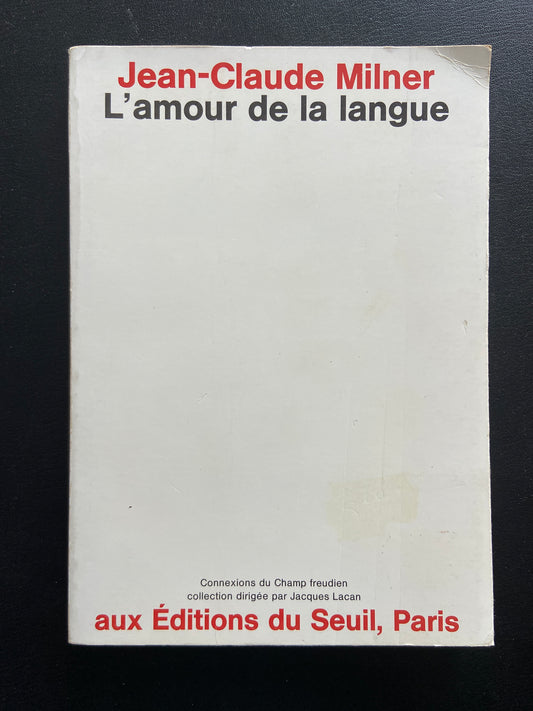 Jean-Claude Milner
L'amour de la langue
Connexions du Champ freudien
collection dirigée par Jacques Lacan
aux Éditions du Seuil, Paris